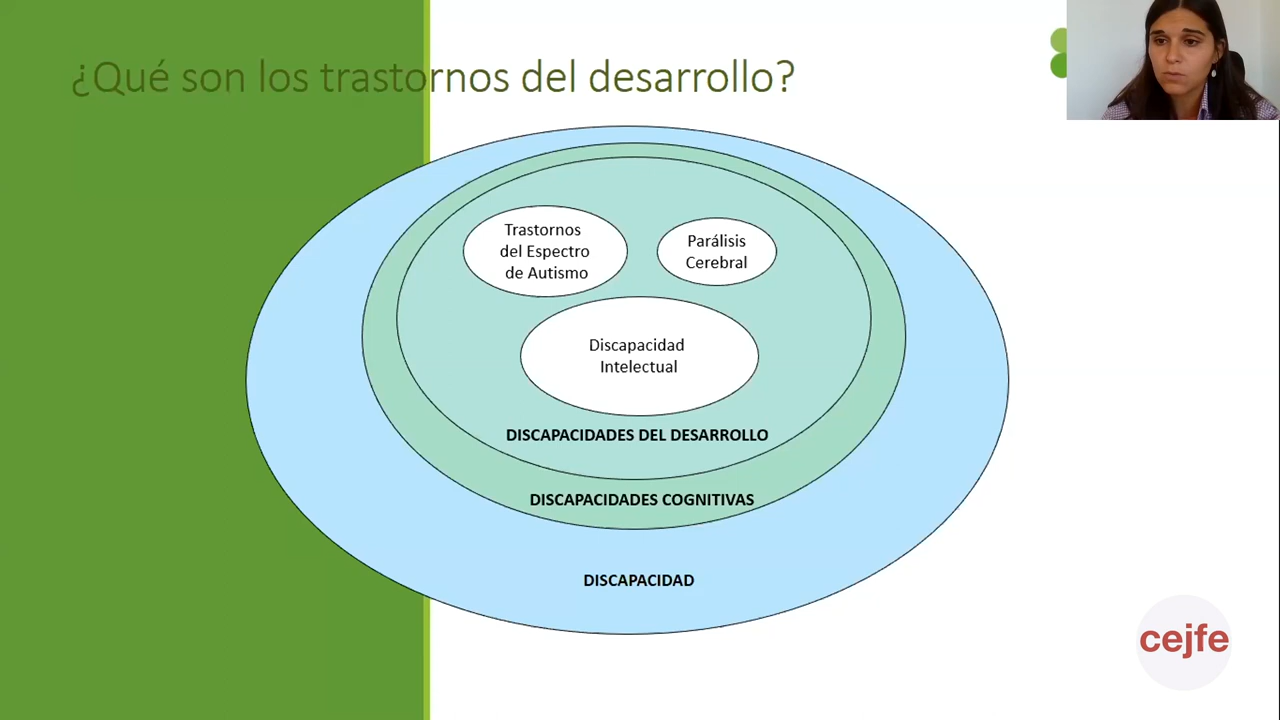 ¿Qué son los trastornos del desarrollo?
Trastornos
del Espectro
de Autismo
Parálisis
Cerebral
Discapacidad
Intelectual
DISCAPACIDADES DEL DESARROLLO
DISCAPACIDADES COGNITIVAS
DISCAPACIDAD
cejfe